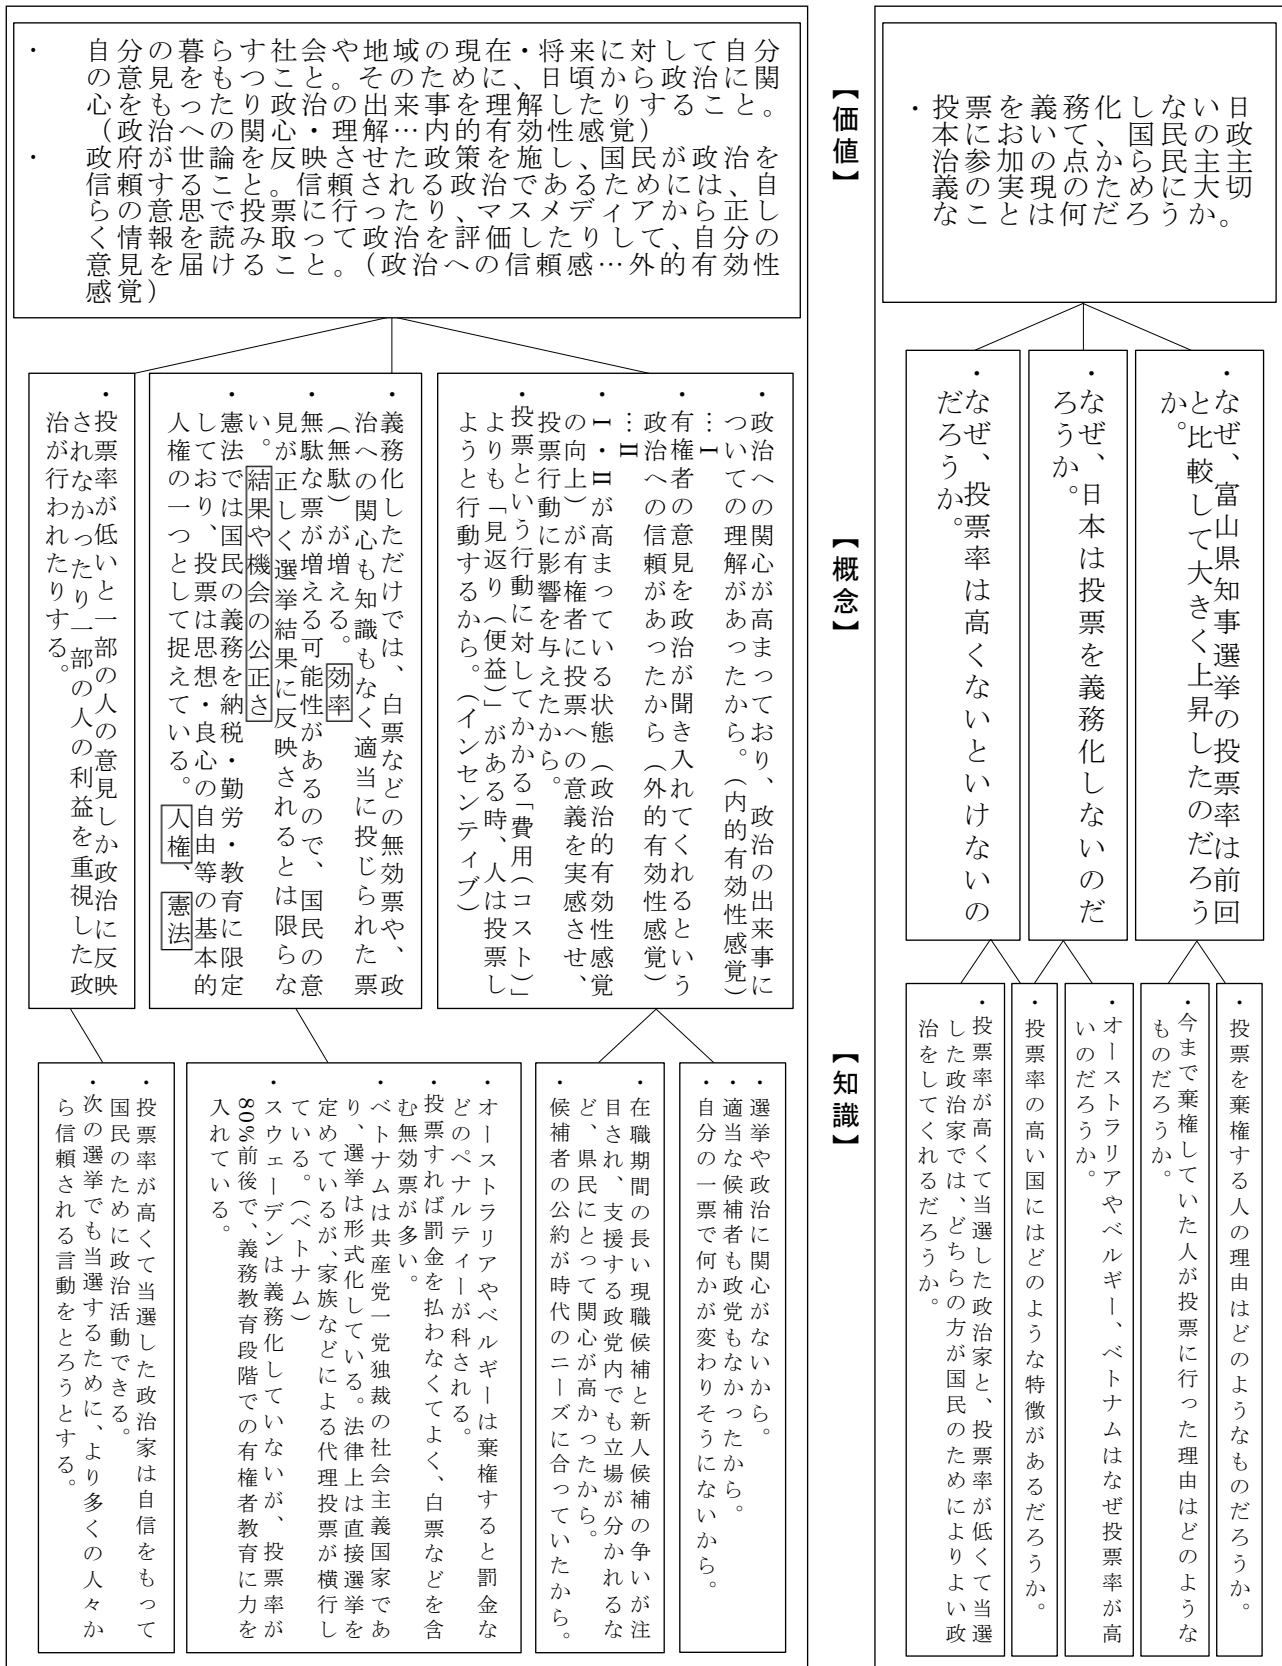 ・投票を義務化しない日
本において、国民の政
治参加の点から民主主
義の実現のために大切
なことは何だろうか。
・なぜ、富山県知事選挙の投票率は前回
と比較して大きく上昇したのだろう
か。
・なぜ、日本は投票を義務化しないのだ
ろうか。
・なぜ、投票率は高くないといけないの
だろうか。
・投票を棄権する人の理由はどのようなものだろうか。
・今まで棄権していた人が投票に行った理由はどのような
ものだろうか。
・オーストラリアやベルギー、ベトナムはなぜ投票率が高
いのだろうか。
・投票率の高い国にはどのような特徴があるだろうか。
・投票率が高くて当選した政治家と、投票率が低くて当選
した政治家では、どちらの方が国民のためによりよい政
治をしてくれるだろうか。
【価値】
【概念】
【知識】
・自分の暮らす社会や地域の現在・将来に対して自分
の意見をもつこと。そのために、日頃から政治に関
心をもったり政治の出来事を理解したりすること。
（政治への関心・理解…内的有効性感覚）
・政府が世論を反映させた政策を施し、国民が政治を
信頼すること。信頼される政治であるためには、自
らの意思で投票に行ったり、マスメディアから正し
く情報を読み取って政治を評価したりして、自分の
意見を届けること。（政治への信頼感…外的有効性
感覚）
・政治への関心が高まっており、政治の出来事に
ついての理解があったから。（内的有効性感覚）
…Ⅰ
・有権者の意見を政治が聞き入れてくれるという
政治への信頼があったから（外的有効性感覚）
…Ⅱ
・Ⅰ・Ⅱが高まっている状態（政治的有効性感覚
の向上）が有権者に投票への意義を実感させ、
投票行動に影響を与えたから。
・投票という行動に対してかかる「費用（コスト）」
よりも「見返り（便益）」がある時、人は投票し
ようと行動するから。（インセンティブ）
・義務化しただけでは、白票などの無効票や、政
治への関心も知識もなく適当に投じられた票
（無駄）が増える。効率
・無駄な票が増える可能性があるので、国民の意
見が正しく選挙結果に反映されるとは限らな
い。結果や機会の公正さ
・憲法では国民の義務を納税・勤労・教育に限定
しており、投票は思想・良心の自由等の基本的
人権の一つとして捉えている。人権、憲法
・投票率が低いと一部の人の意見しか政治に反映
されなかったり一部の人の利益を重視した政
治が行われたりする。
・選挙や政治に関心がないから。
・適当な候補者も政党もなかったから。
・自分の一票で何かが変わりそうにないから。
・在職期間の長い現職候補と新人候補の争いが注
目され、支援する政党内でも立場が分かれるな
ど、県民にとって関心が高かったから。
・候補者の公約が時代のニーズに合っていたから。
・オーストラリアやベルギーは棄権すると罰金な
どのペナルティーが科される。
・投票すれば罰金を払わなくてよく、白票などを含
む無効票が多い。
・ベトナムは共産党一党独裁の社会主義国家であ
り、選挙は形式化している。法律上は直接選挙を
定めているが、家族などによる代理投票が横行し
ている。（ベトナム）
・スウェーデンは義務化していないが、投票率が
80%前後で、義務教育段階での有権者教育に力を
入れている。
・投票率が高くて当選した政治家は自信をもって
国民のために政治活動できる。
・次の選挙でも当選するために、より多くの人々か
ら信頼される言動をとろうとする。